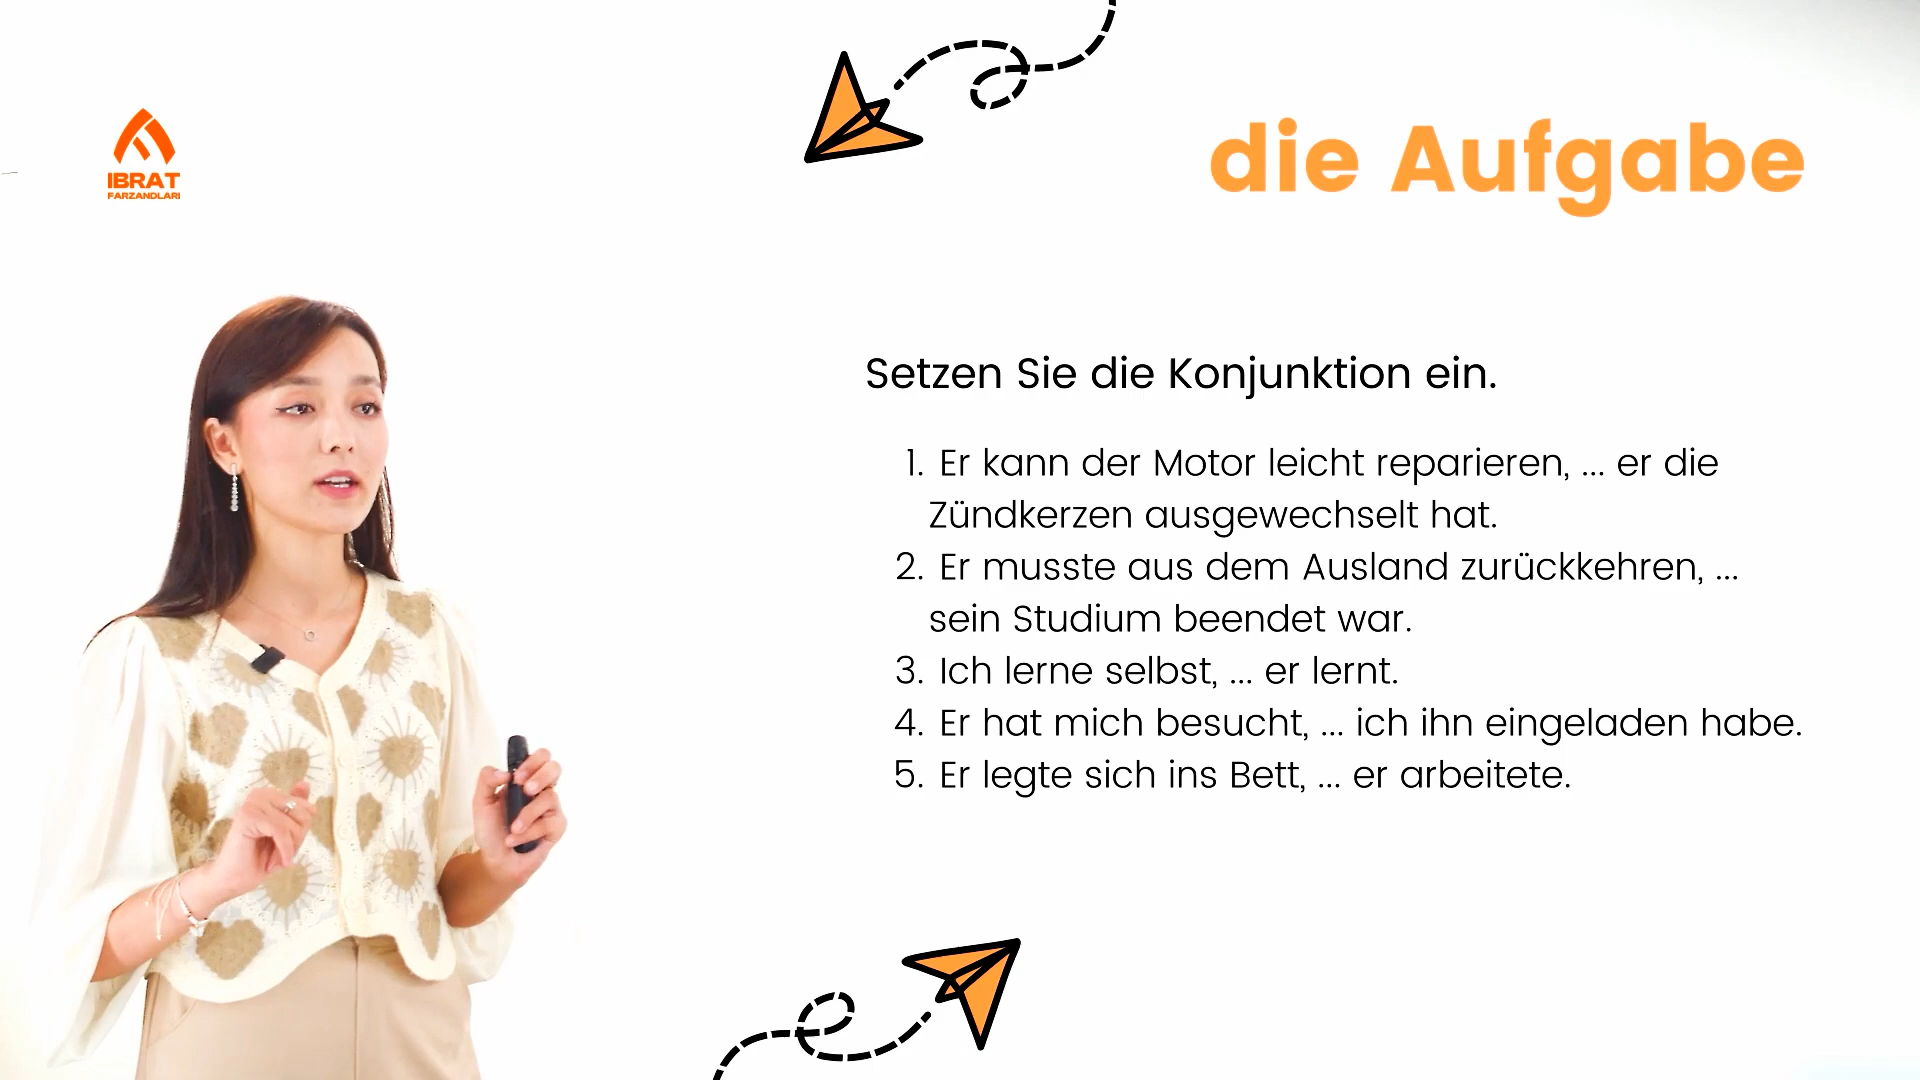 IBRAT
FARZANDLARI
die Aufgabe
Setzen Sie die Konjunktion ein.
1. Er kann der Motor leicht reparieren, ... er die
Zündkerzen ausgewechselt hat.
2. Er musste aus dem Ausland zurückkehren, ...
sein Studium beendet war.
3. Ich lerne selbst, ... er lernt.
4. Er hat mich besucht, ... ich ihn eingeladen habe.
5. Er legte sich ins Bett, ... er arbeitete.